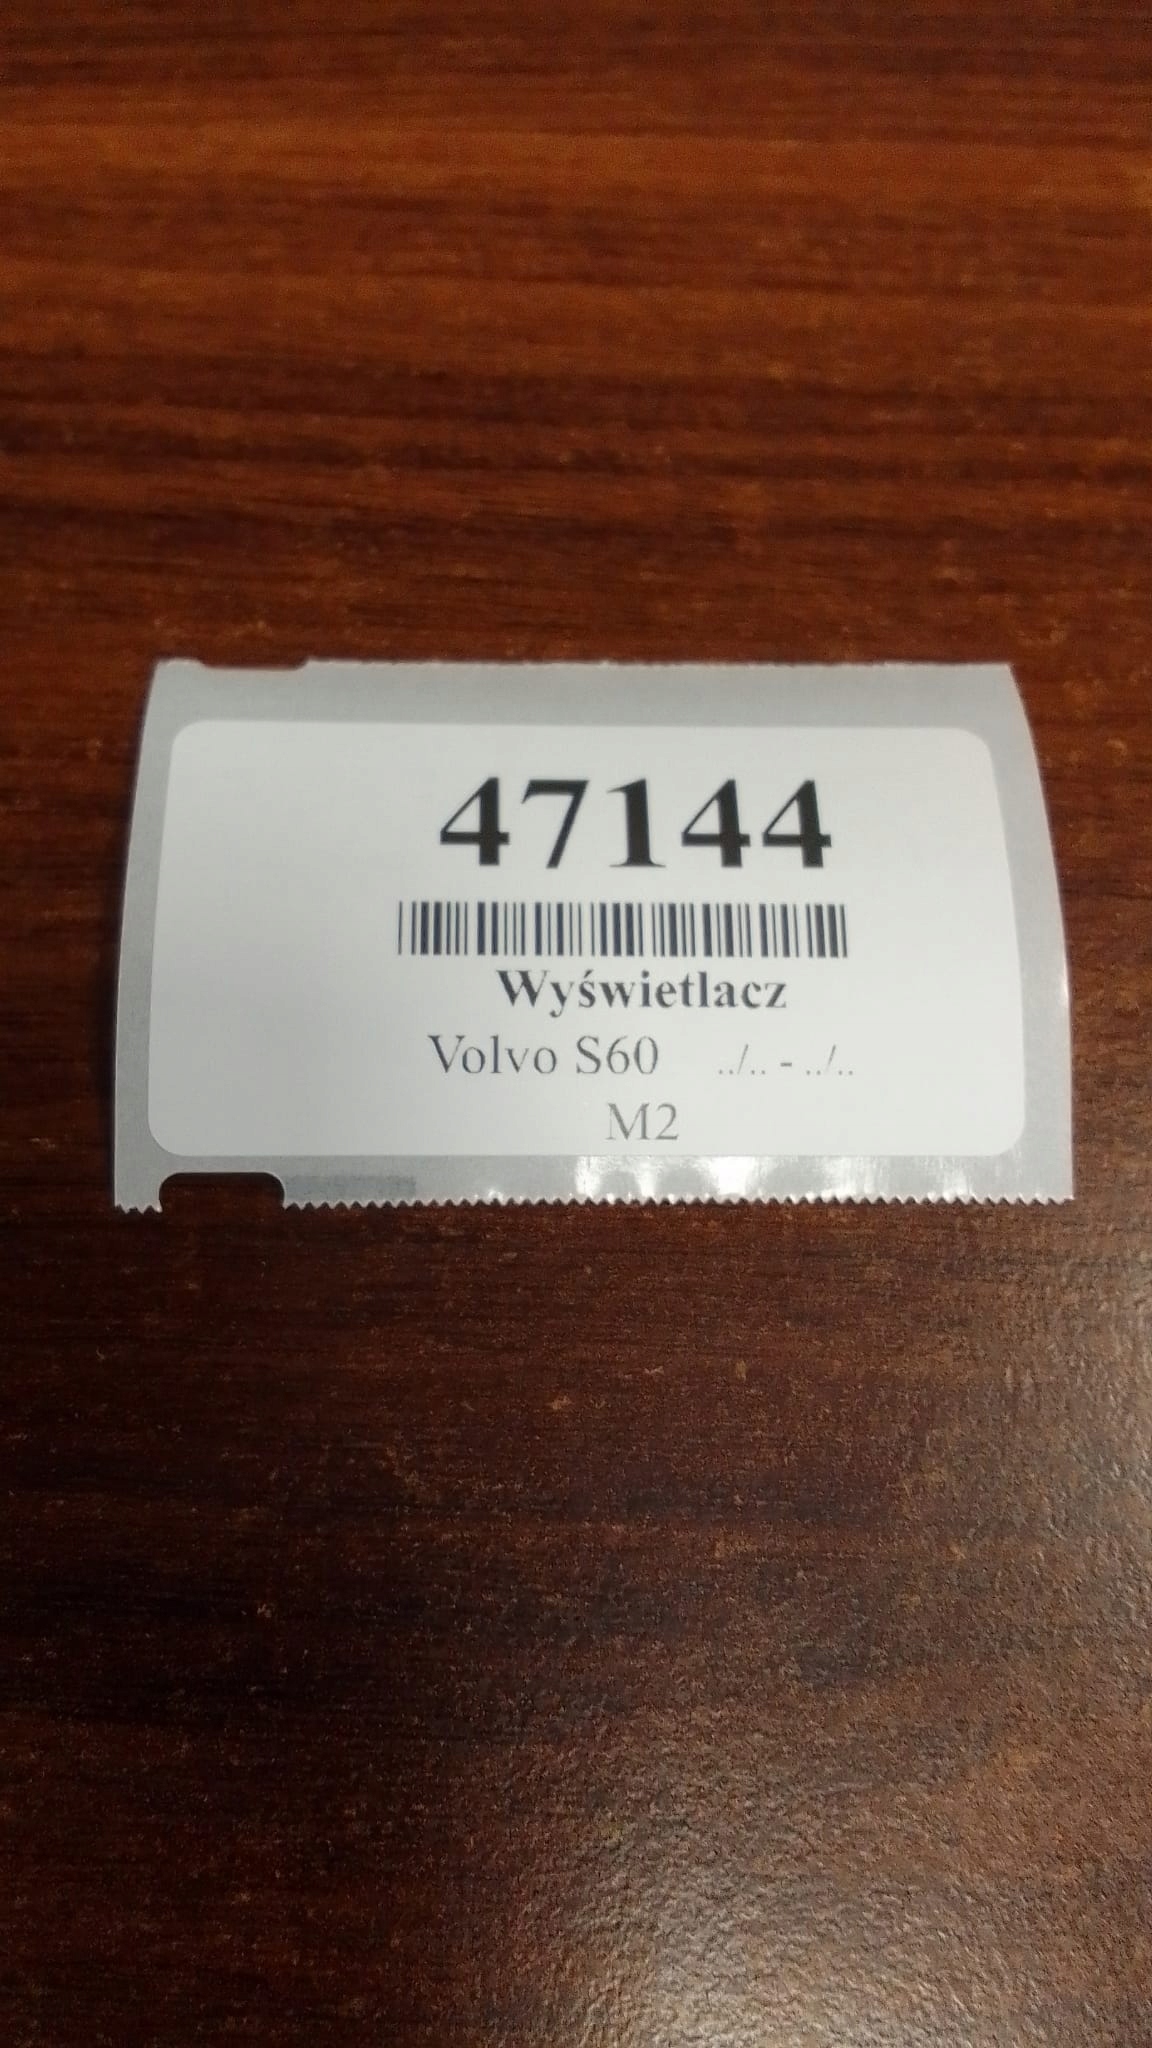 47144
Wyświetlacz
Volvo S60 ../.. - ../..
M2